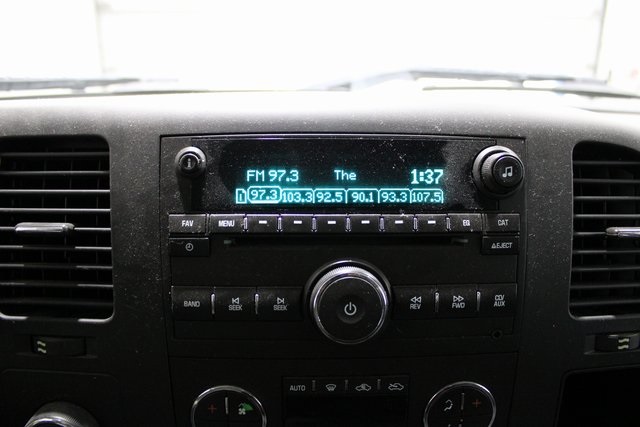 FM 97.3 The 1:37
1 97.3 103.3 92.5 90.1 93.3 107.5
FAV MENU EQ CAT
EJECT
BAND SEEK SEEK REV FWD CD/AUX
AUTO